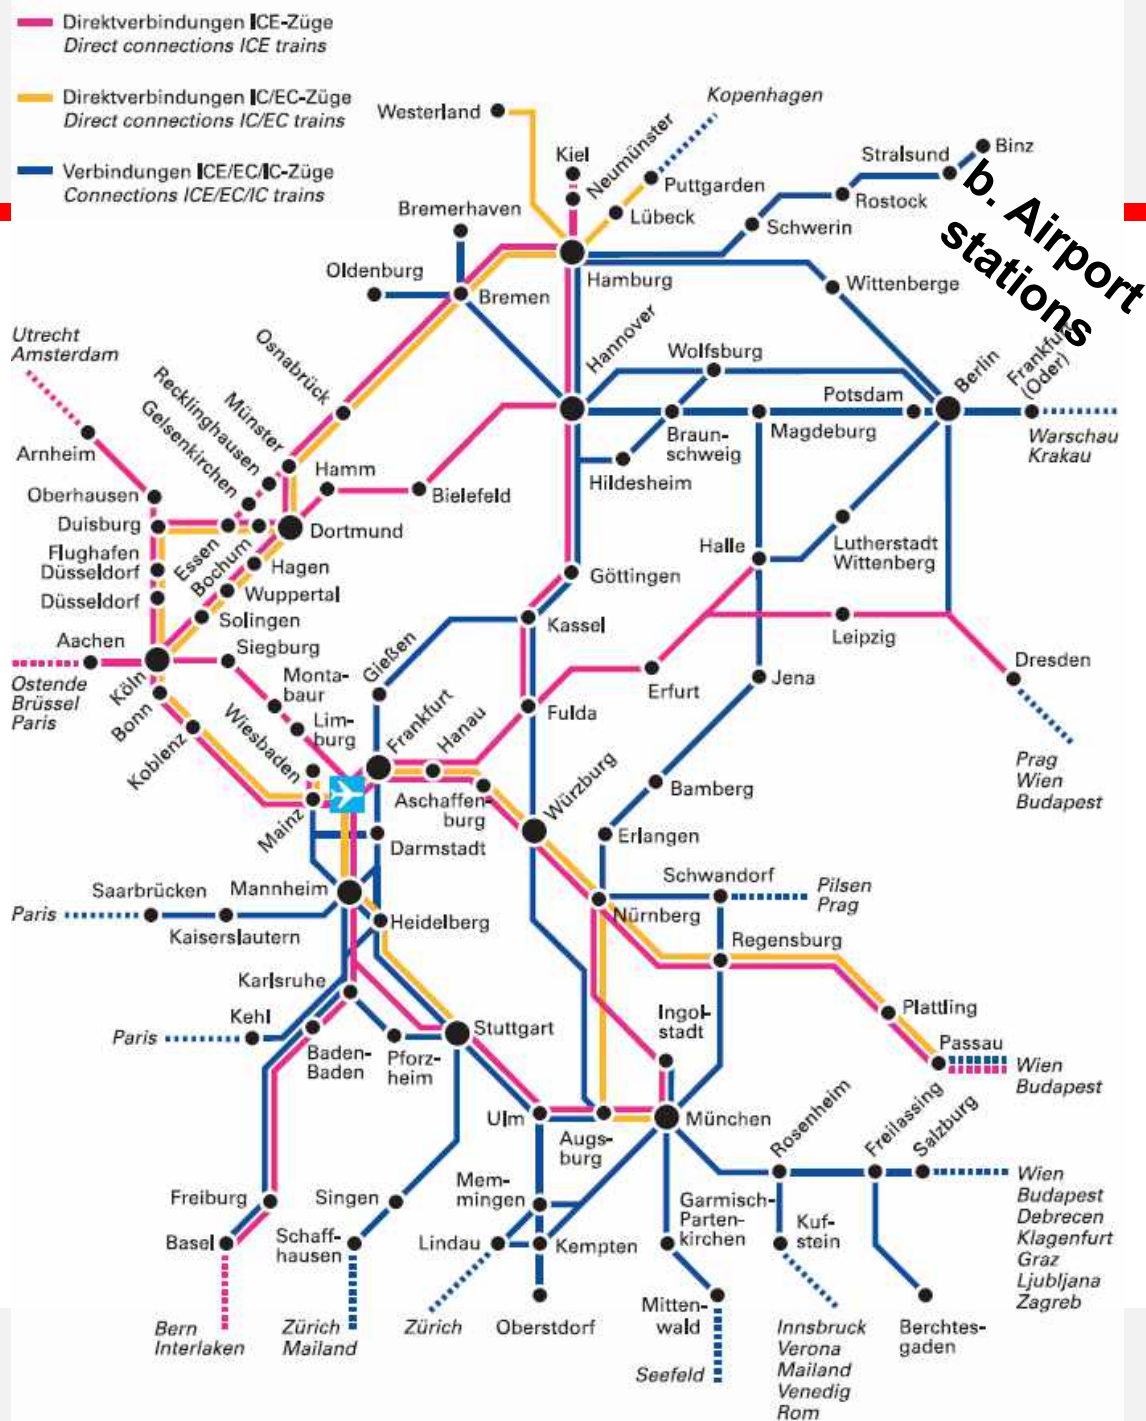 Direktverbindungen ICE-Züge
Direct connections ICE trains
Direktverbindungen IC/EC-Züge
Direct connections IC/EC trains
Verbindungen ICE/EC/IC-Züge
Connections ICE/EC/IC trains
b. Airport
stations
Westerland
Kopenhagen
Kiel
Neumünster
Puttgarden
Lübeck
Stralsund
Binz
Rostock
Schwerin
Bremerhaven
Oldenburg
Bremen
Hamburg
Wittenberge
Utrecht
Amsterdam
Osnabrück
Hannover
Wolfsburg
Potsdam
Berlin
Frankfurt
(Oder)
Warschau
Krakau
Recklinghausen
Gelsenkirchen
Münster
Arnheim
Hamm
Bielefeld
Braun-
schweig
Magdeburg
Hildesheim
Oberhausen
Duisburg
Flughafen
Düsseldorf
Düsseldorf
Essen
Bochum
Dortmund
Hagen
Wuppertal
Solingen
Halle
Lutherstadt
Wittenberg
Göttingen
Kassel
Leipzig
Aachen
Köln
Siegburg
Gießen
Ostende
Brüssel
Paris
Bonn
Koblenz
Monta-
baur
Lim-
burg
Wiesbaden
Frankfurt
Hanau
Fulda
Erfurt
Jena
Dresden
Prag
Wien
Budapest
Mainz
Aschaffen-
burg
Würzburg
Bamberg
Darmstadt
Erlangen
Saarbrücken
Mannheim
Paris
Kaiserslautern
Heidelberg
Schwandorf
Pilsen
Prag
Nürnberg
Regensburg
Karlsruhe
Kehl
Paris
Baden-
Baden
Pforz-
heim
Stuttgart
Ingol-
stadt
Plattling
Passau
Wien
Budapest
Ulm
Augs-
burg
München
Rosenheim
Freilassing
Salzburg
Wien
Budapest
Debrecen
Klagenfurt
Graz
Ljubljana
Zagreb
Freiburg
Basel
Singen
Schaff-
hausen
Mem-
mingen
Lindau
Kempten
Garmisch-
Parten-
kirchen
Kuf-
stein
Bern
Interlaken
Zürich
Mailand
Zürich
Oberstdorf
Mitten-
wald
Seefeld
Innsbruck
Verona
Mailand
Venedig
Rom
Berchtes-
gaden